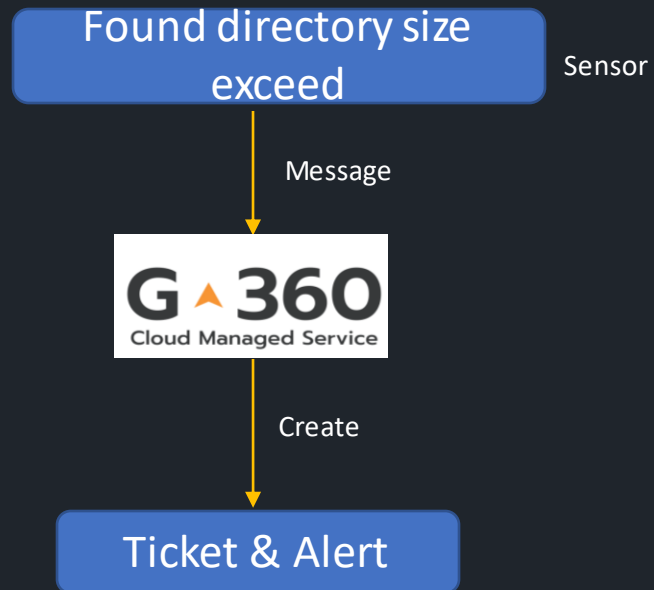 Found directory size
exceed
Sensor
Message
G 360
Cloud Managed Service
Create
Ticket & Alert